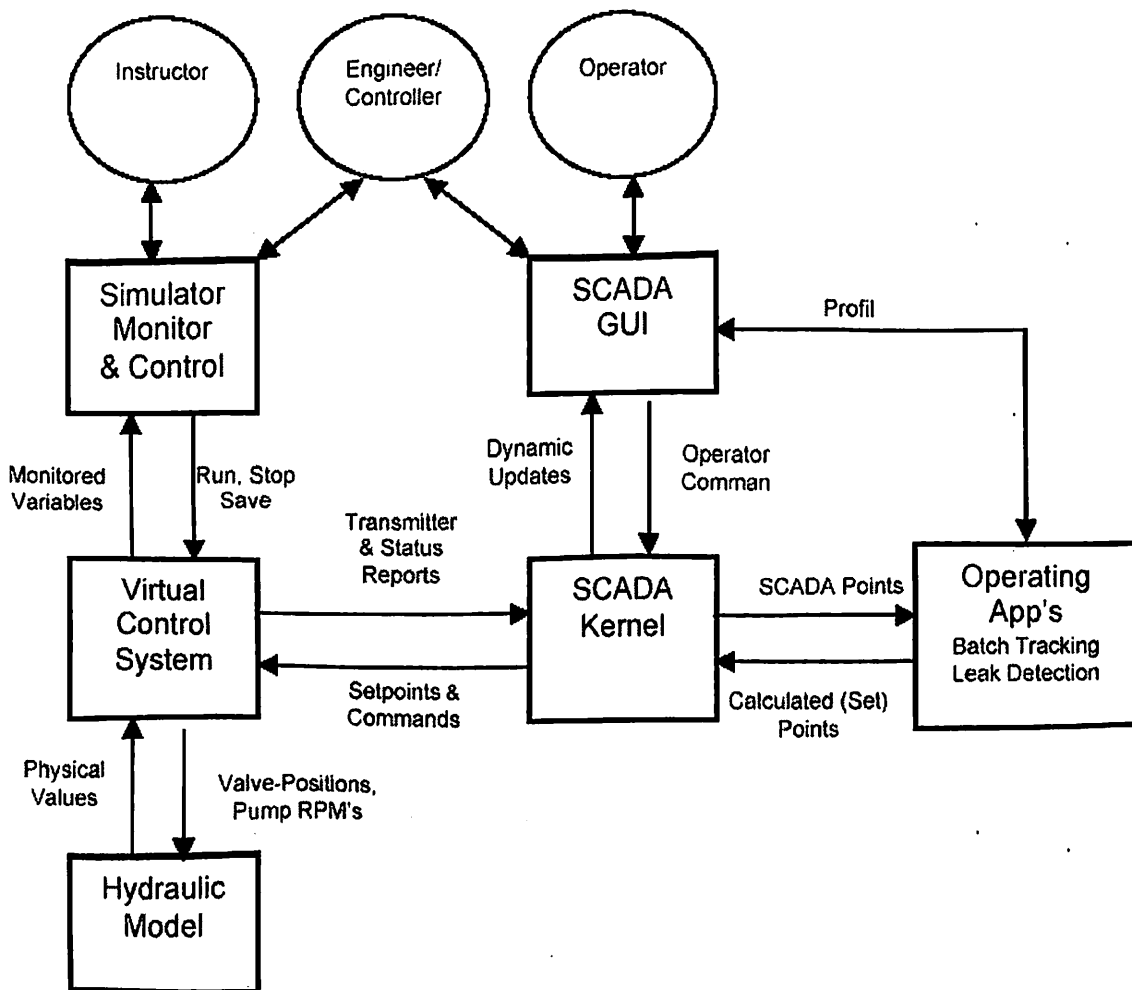 Instructor
Engineer/
Controller
Operator
Simulator
Monitor
& Control
SCADA
GUI
Profil
Monitored
Variables
Run, Stop
Save
Dynamic
Updates
Operator
Comman
Transmitter
& Status
Reports
Virtual
Control
System
SCADA
Kernel
SCADA Points
Operating
App's
Batch Tracking
Leak Detection
Setpoints &
Commands
Calculated (Set)
Points
Physical
Values
Valve-Positions,
Pump RPM's
Hydraulic
Model